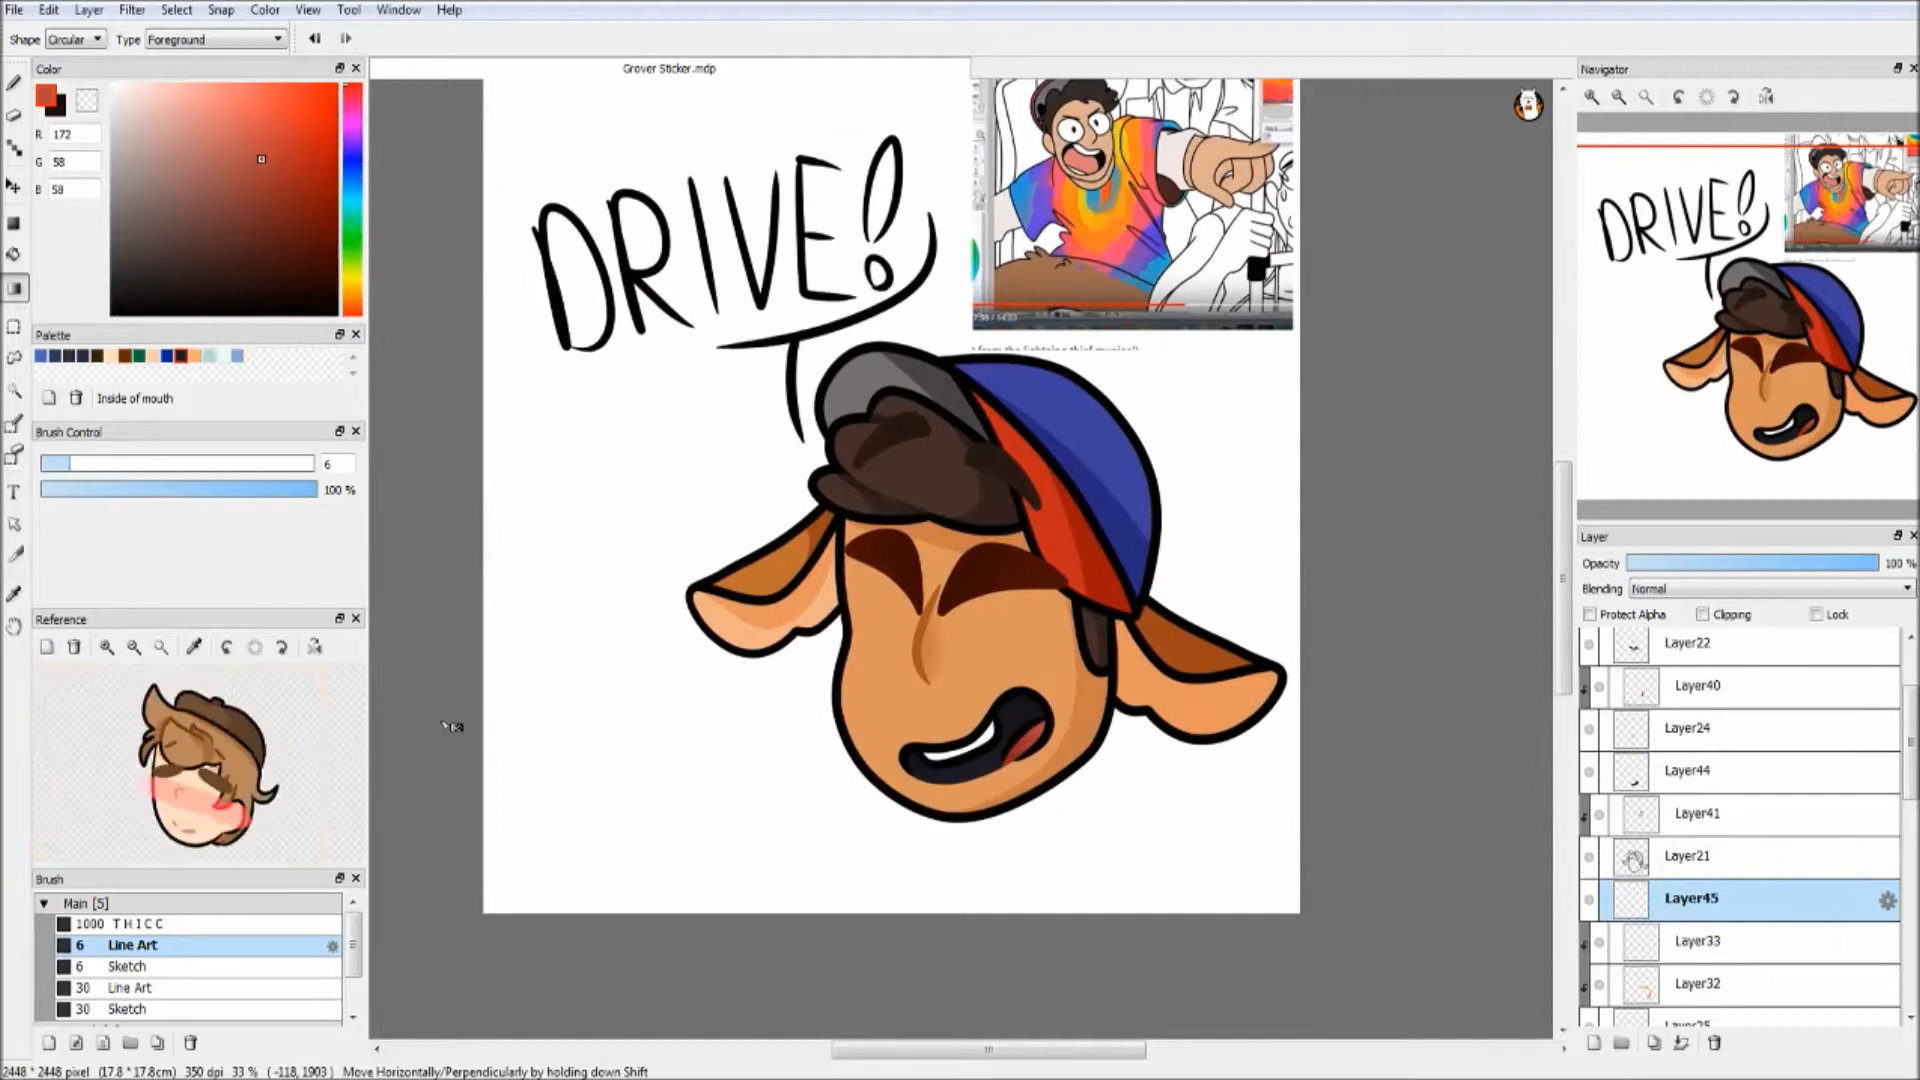 File Edit Layer Filter Select Snap Color View Tool Window Help
Shape Circular Type Foreground
Color
Grover Sticker.mdp
Navigator
R 172
G 58
B 58
DRIVE!
DRIVE!
Palette
Inside of mouth
Brush Control
6
100 %
Layer
Opacity 100 %
Blending Normal
Protect Alpha Clipping Lock
Reference
Layer22
Layer40
Layer24
Layer44
Layer41
Layer21
Layer45
Layer33
Layer32
Brush
Main [5]
1000 T H I C C
6 Line Art
6 Sketch
30 Line Art
30 Sketch
2448 * 2448 pixel (17.8 * 17.8cm) 350 dpi 33 % ( -118, 1903 ) Move Horizontally/Perpendicularly by holding down Shift